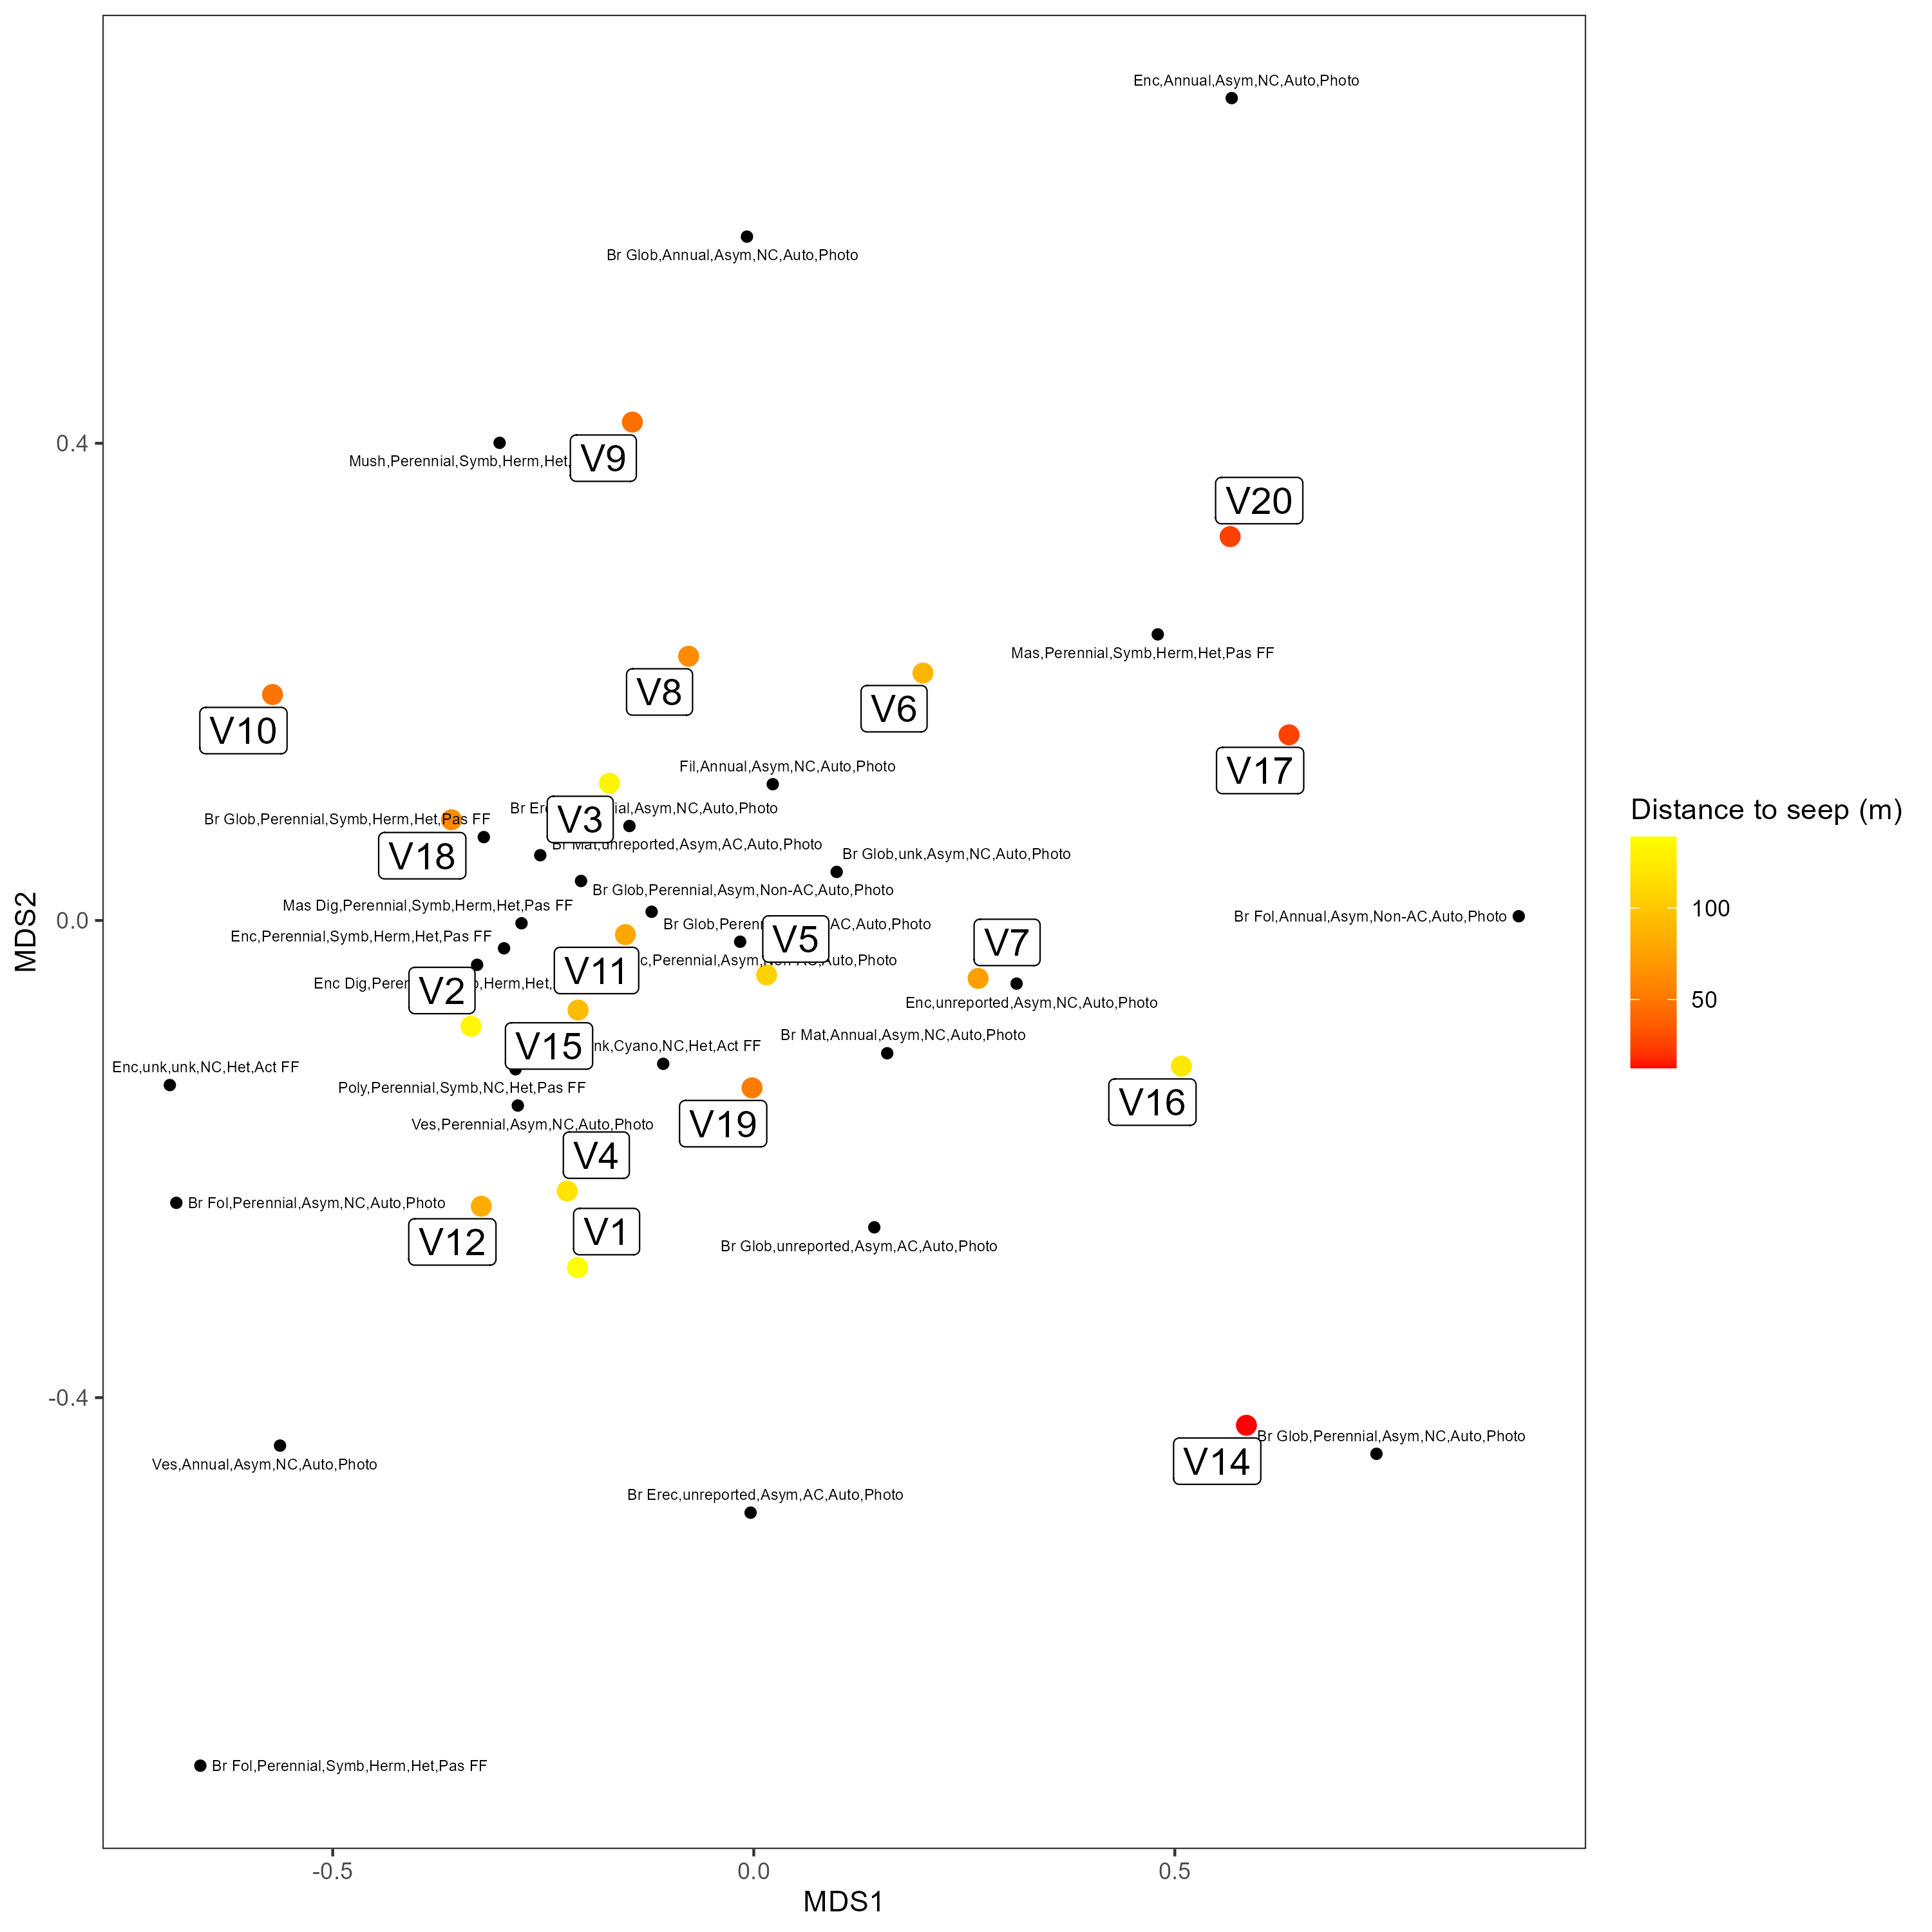 Enc,Annual,Asym,NC,Auto,Photo
Br Glob,Annual,Asym,NC,Auto,Photo
0.4
Mush,Perennial,Symb,Herm,Het,
V9
V20
Mas,Perennial,Symb,Herm,Het,Pas FF
V8
V6
V10
V17
Fil,Annual,Asym,NC,Auto,Photo
Distance to seep (m)
100
50
Br Glob,Perennial,Symb,Herm,Het,Pas FF
V3
ial,Asym,NC,Auto,Photo
V18
Br Mat,unreported,Asym,AC,Auto,Photo
Br Glob,unk,Asym,NC,Auto,Photo
Br Glob,Perennial,Asym,Non-AC,Auto,Photo
Mas Dig,Perennial,Symb,Herm,Het,Pas FF
0.0
Br Fol,Annual,Asym,Non-AC,Auto,Photo
MDS2
Br Glob,Peren
AC,Auto,Photo
Enc,Perennial,Symb,Herm,Het,Pas FF
V5
V7
V11
c,Perennial,Asym,Non-AC,Auto,Photo
Enc Dig,Peren
Herm,Het,
V2
Enc,unreported,Asym,NC,Auto,Photo
Br Mat,Annual,Asym,NC,Auto,Photo
V15
nk,Cyano,NC,Het,Act FF
Enc,unk,unk,NC,Het,Act FF
Poly,Perennial,Symb,NC,Het,Pas FF
V16
Ves,Perennial,Asym,NC,Auto,Photo
V19
V4
Br Fol,Perennial,Asym,NC,Auto,Photo
V1
V12
Br Glob,unreported,Asym,AC,Auto,Photo
-0.4
Br Glob,Perennial,Asym,NC,Auto,Photo
V14
Ves,Annual,Asym,NC,Auto,Photo
Br Erec,unreported,Asym,AC,Auto,Photo
Br Fol,Perennial,Symb,Herm,Het,Pas FF
-0.5
0.0
0.5
MDS1